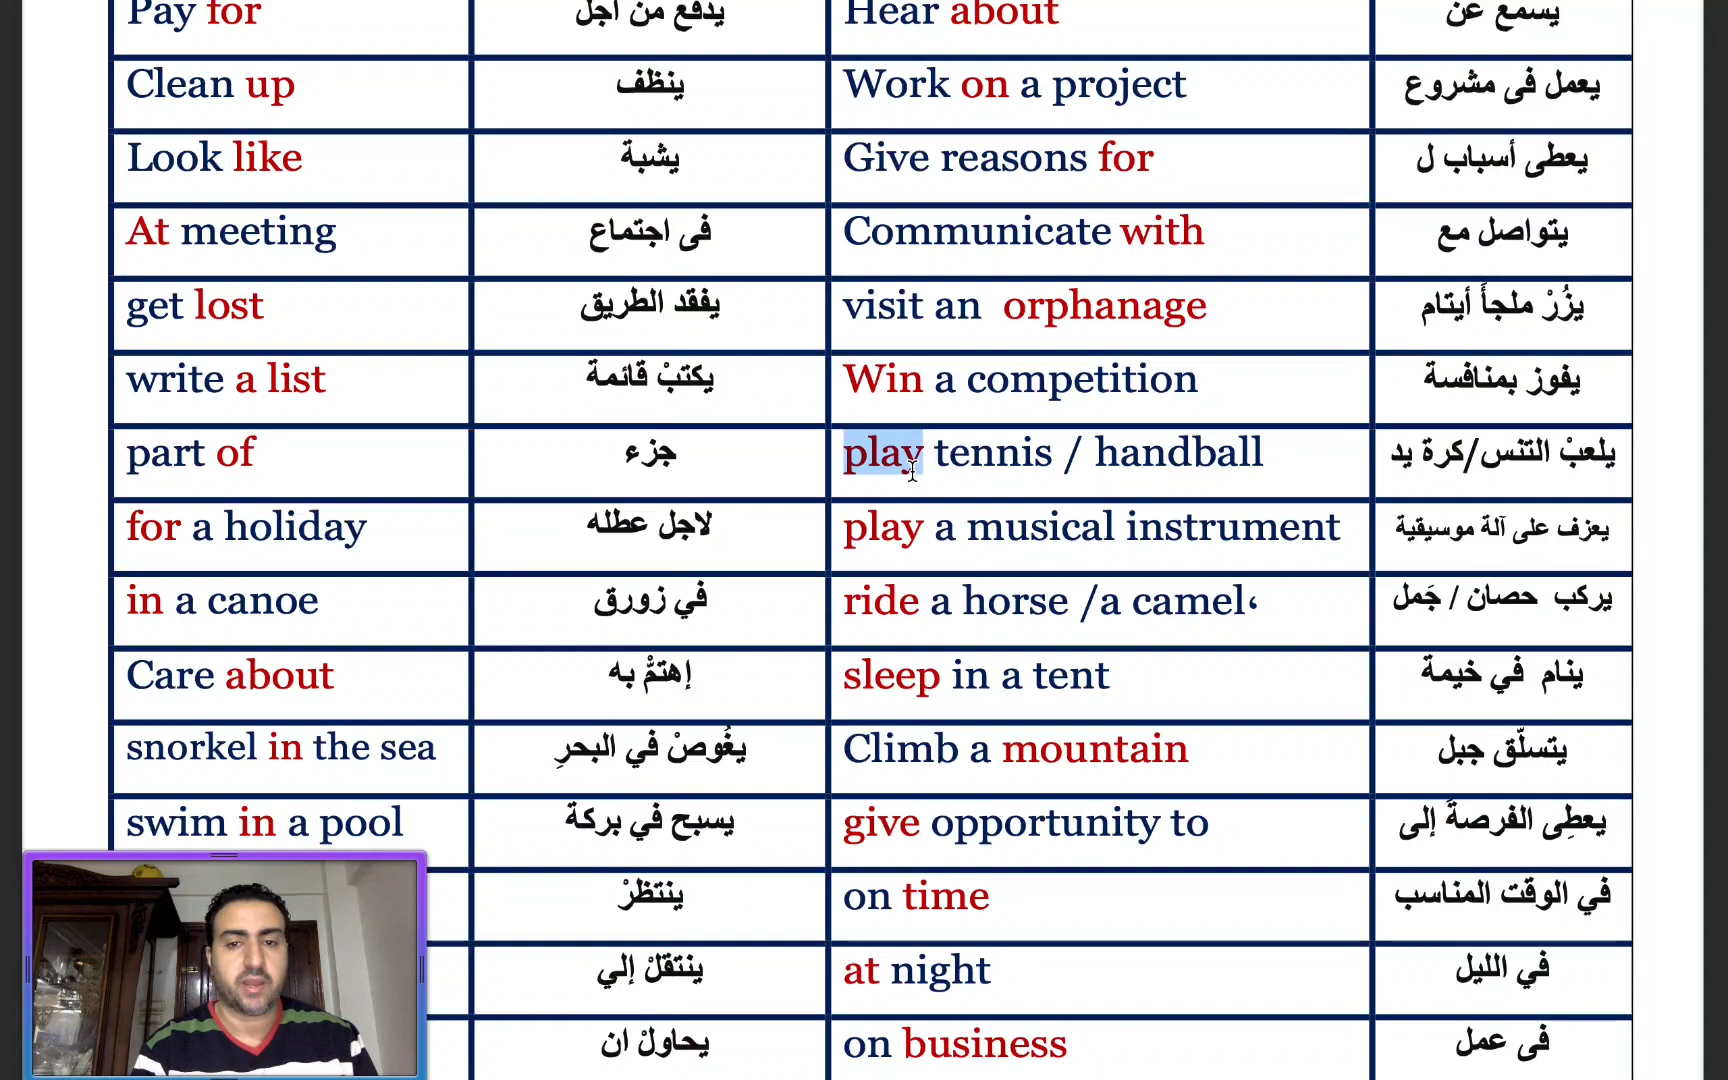 Pay for يدفع من أجل Hear about يسمع عن
Clean up ينظف Work on a project يعمل فى مشروع
Look like يشبة Give reasons for يعطى أسباب ل
At meeting فى اجتماع Communicate with يتواصل مع
get lost يفقد الطريق visit an orphanage يزُرْ ملجأَ أيتام
write a list يكتبْ قائمة Win a competition يفوز بمنافسة
part of جزء play tennis / handball يلعبْ التنس/كرة يد
for a holiday لاجل عطله play a musical instrument يعزف على آلة موسيقية
in a canoe في زورق ride a horse /a camel، يركب حصان / جَمل
Care about إهتمُّ به sleep in a tent ينام في خيمة
snorkel in the sea يغُوصْ في البحرِ Climb a mountain يتسلّق جبل
swim in a pool يسبح في بركة give opportunity to يعطِى الفرصةَ إلى
ينتظرْ on time في الوقت المناسب
ينتقلْ إلي at night في الليل
يحاولْ ان on business فى عمل